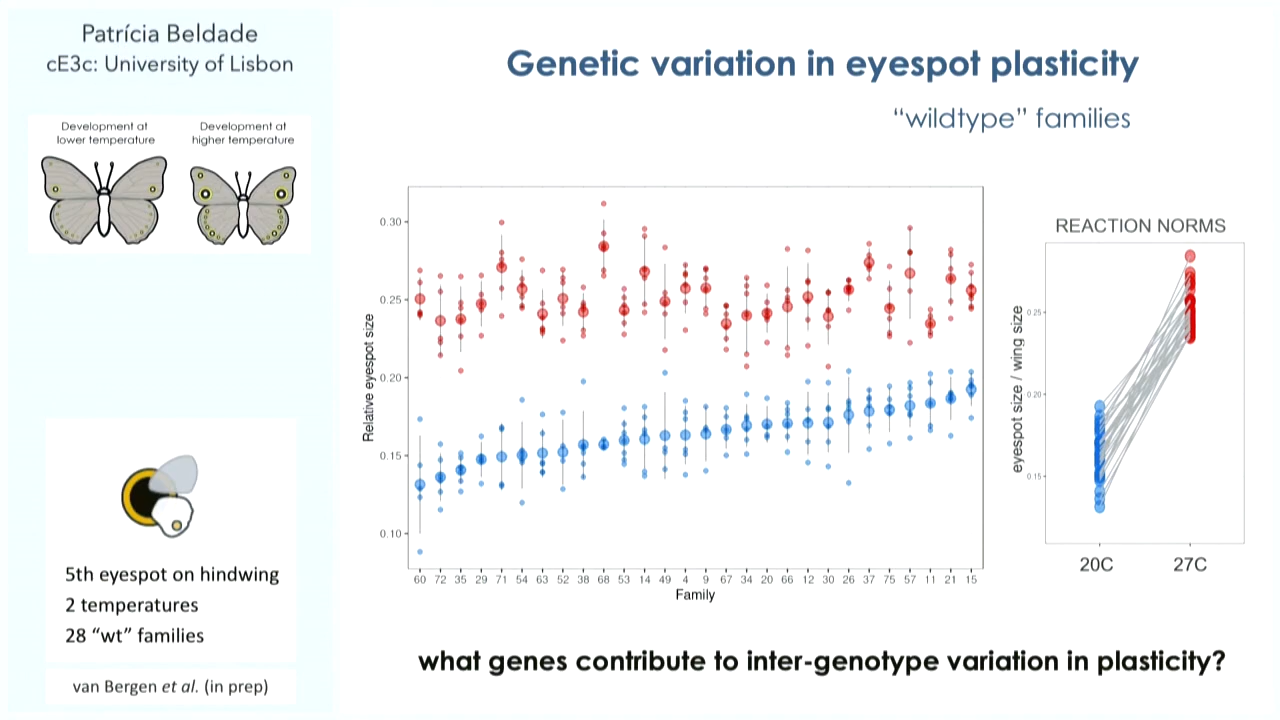 Patrícia Beldade
cE3c: University of Lisbon
Development at
lower temperature
Development at
higher temperature
5th eyespot on hindwing
2 temperatures
28 “wt” families
van Bergen et al. (in prep)
Genetic variation in eyespot plasticity
“wildtype” families
Relative eyespot size
0.30
0.25
0.20
0.15
0.10
60 72 35 29 71 54 63 52 38 68 53 14 49 4 9 67 34 20 66 12 30 26 37 75 57 11 21 15
Family
REACTION NORMS
eyespot size / wing size
0.25
0.20
0.15
20C 27C
what genes contribute to inter-genotype variation in plasticity?